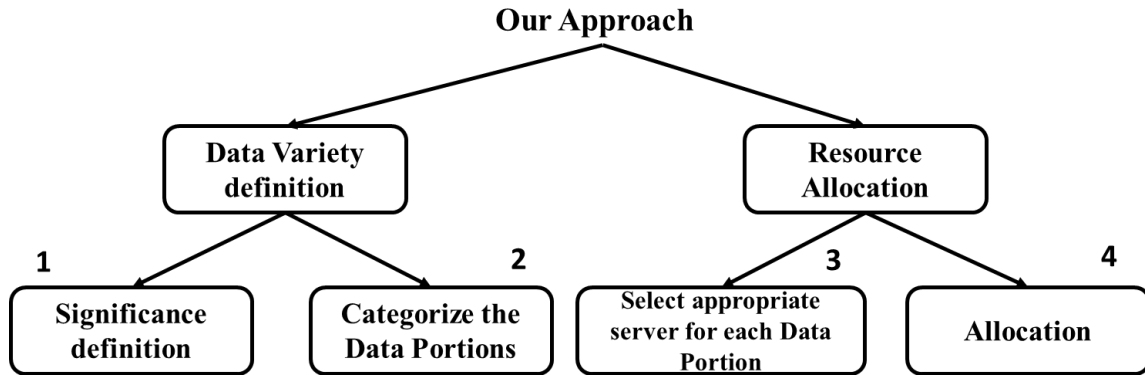 Our Approach
Data Variety
definition
Resource
Allocation
1
2
3
4
Significance
definition
Categorize the
Data Portions
Select appropriate
server for each Data
Portion
Allocation